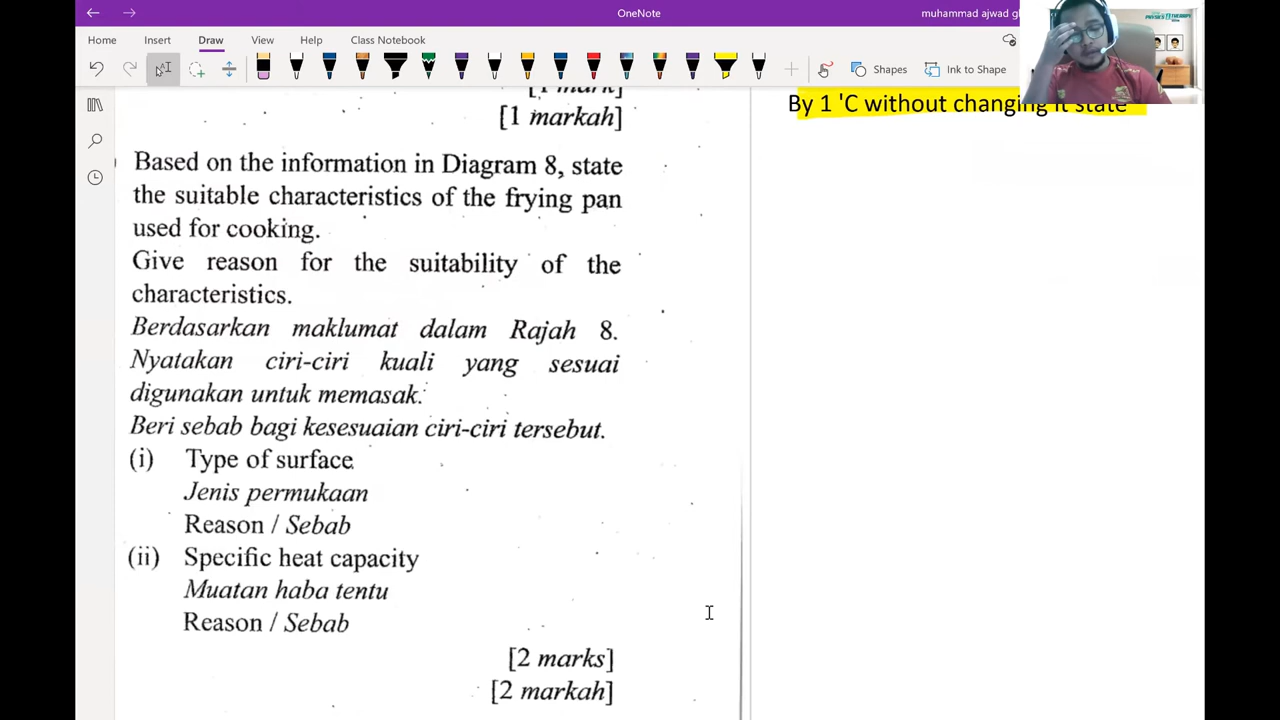 OneNote
muhammad ajwad gh
Home
Insert
Draw
View
Help
Class Notebook
Shapes
Ink to Shape
[1 mark]
[1 markah]
Based on the information in Diagram 8, state
the suitable characteristics of the frying pan
used for cooking.
Give reason for the suitability of the
characteristics.
Berdasarkan maklumat dalam Rajah 8.
Nyatakan ciri-ciri kuali yang sesuai
digunakan untuk memasak.
Beri sebab bagi kesesuaian ciri-ciri tersebut.
(i) Type of surface
Jenis permukaan
Reason / Sebab
(ii) Specific heat capacity
Muatan haba tentu
Reason / Sebab
[2 marks]
[2 markah]
By 1 'C without changing it state